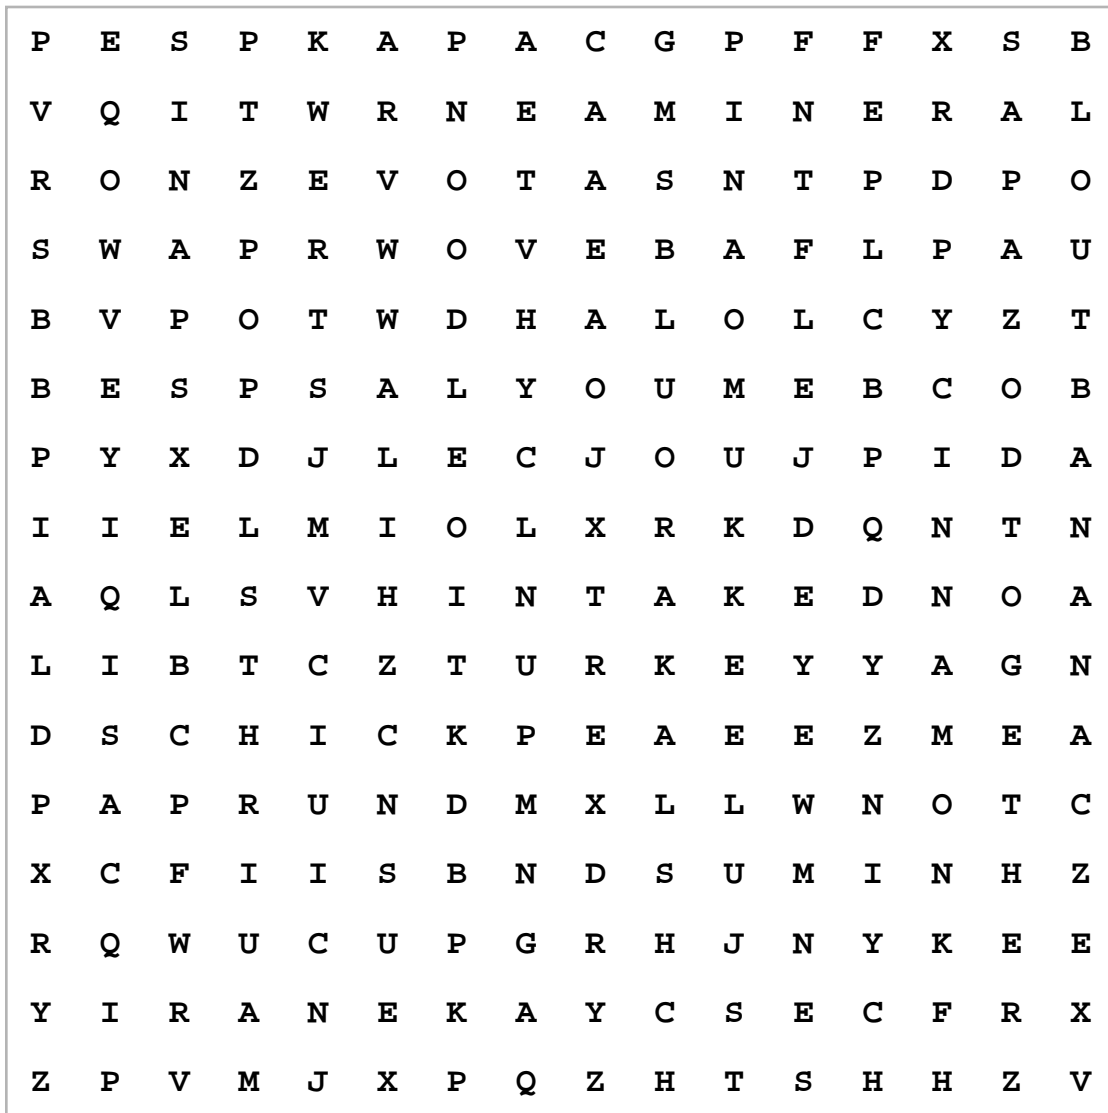 P E S P K A P A C G P F F X S B
V Q I T W R N E A M I N E R A L
R O N Z E V O T A S N T P D P O
S W A P R W O V E B A F L P A U
B V P O T W D H A L O L C Y Z T
B E S P S A L Y O U M E B C O B
P Y X D J L E C J O U J P I D A
I I E L M I O L X R K D Q N T N
A Q L S V H I N T A K E D N O A
L I B T C Z T U R K E Y Y A G N
D S C H I C K P E A E E Z M E A
P A P R U N D M X L L W N O T C
X C F I I S B N D S U M I N H Z
R Q W U C U P G R H J N Y K E E
Y I R A N E K A Y C S E C F R X
Z P V M J X P Q Z H T S H H Z V